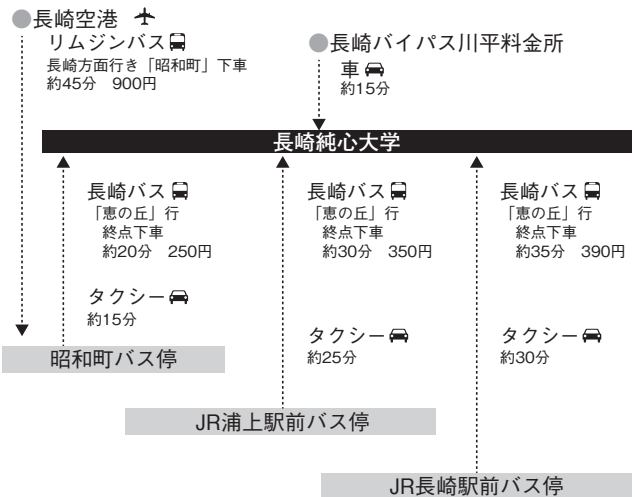 長崎空港
リムジンバス
長崎方面行き「昭和町」下車
約45分 900円
長崎バイパス川平料金所
車
約15分
長崎純心大学
長崎バス
「恵の丘」行
終点下車
約20分 250円
タクシー
約15分
昭和町バス停
長崎バス
「恵の丘」行
終点下車
約30分 350円
タクシー
約25分
JR浦上駅前バス停
長崎バス
「恵の丘」行
終点下車
約35分 390円
タクシー
約30分
JR長崎駅前バス停